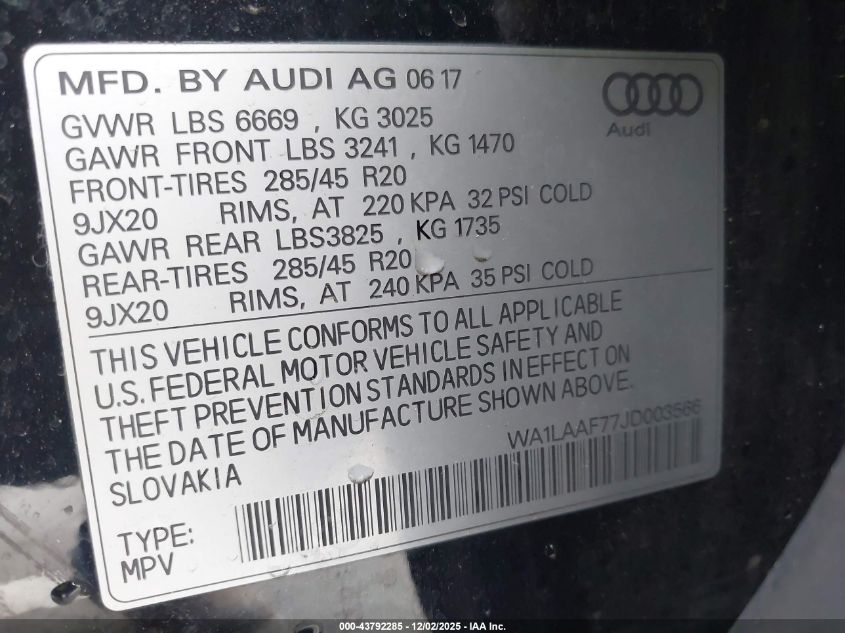 MFD. BY AUDI AG 06 17
Audi
GVWR LBS 6669 , KG 3025
GAWR FRONT LBS 3241 , KG 1470
FRONT-TIRES 285/45 R20
9JX20 RIMS, AT 220 KPA 32 PSI COLD
GAWR REAR LBS3825 , KG 1735
REAR-TIRES 285/45 R20
9JX20 RIMS, AT 240 KPA 35 PSI COLD
THIS VEHICLE CONFORMS TO ALL APPLICABLE
U.S. FEDERAL MOTOR VEHICLE SAFETY AND
THEFT PREVENTION STANDARDS IN EFFECT ON
THE DATE OF MANUFACTURE SHOWN ABOVE.
SLOVAKIA
WA1LAAF77JD003566
TYPE:
MPV
000-43792285 - 12/02/2025 - IAA Inc.